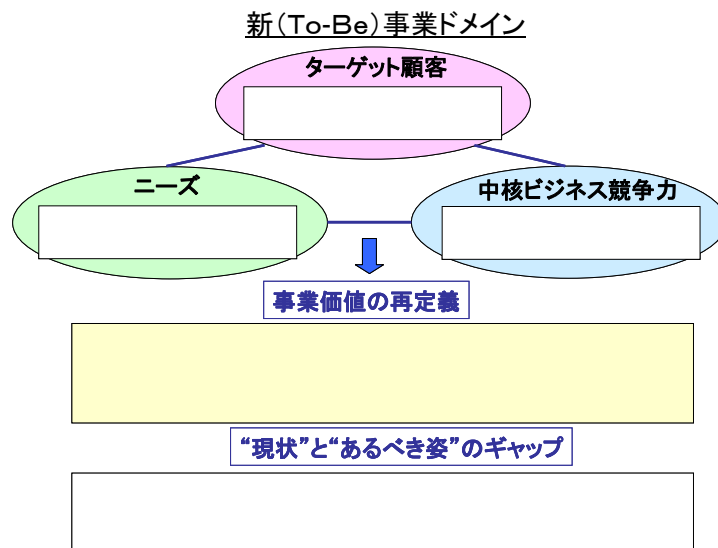 新(To-Be)事業ドメイン
ターゲット顧客
ニーズ
中核ビジネス競争力
事業価値の再定義
“現状”と“あるべき姿”のギャップ